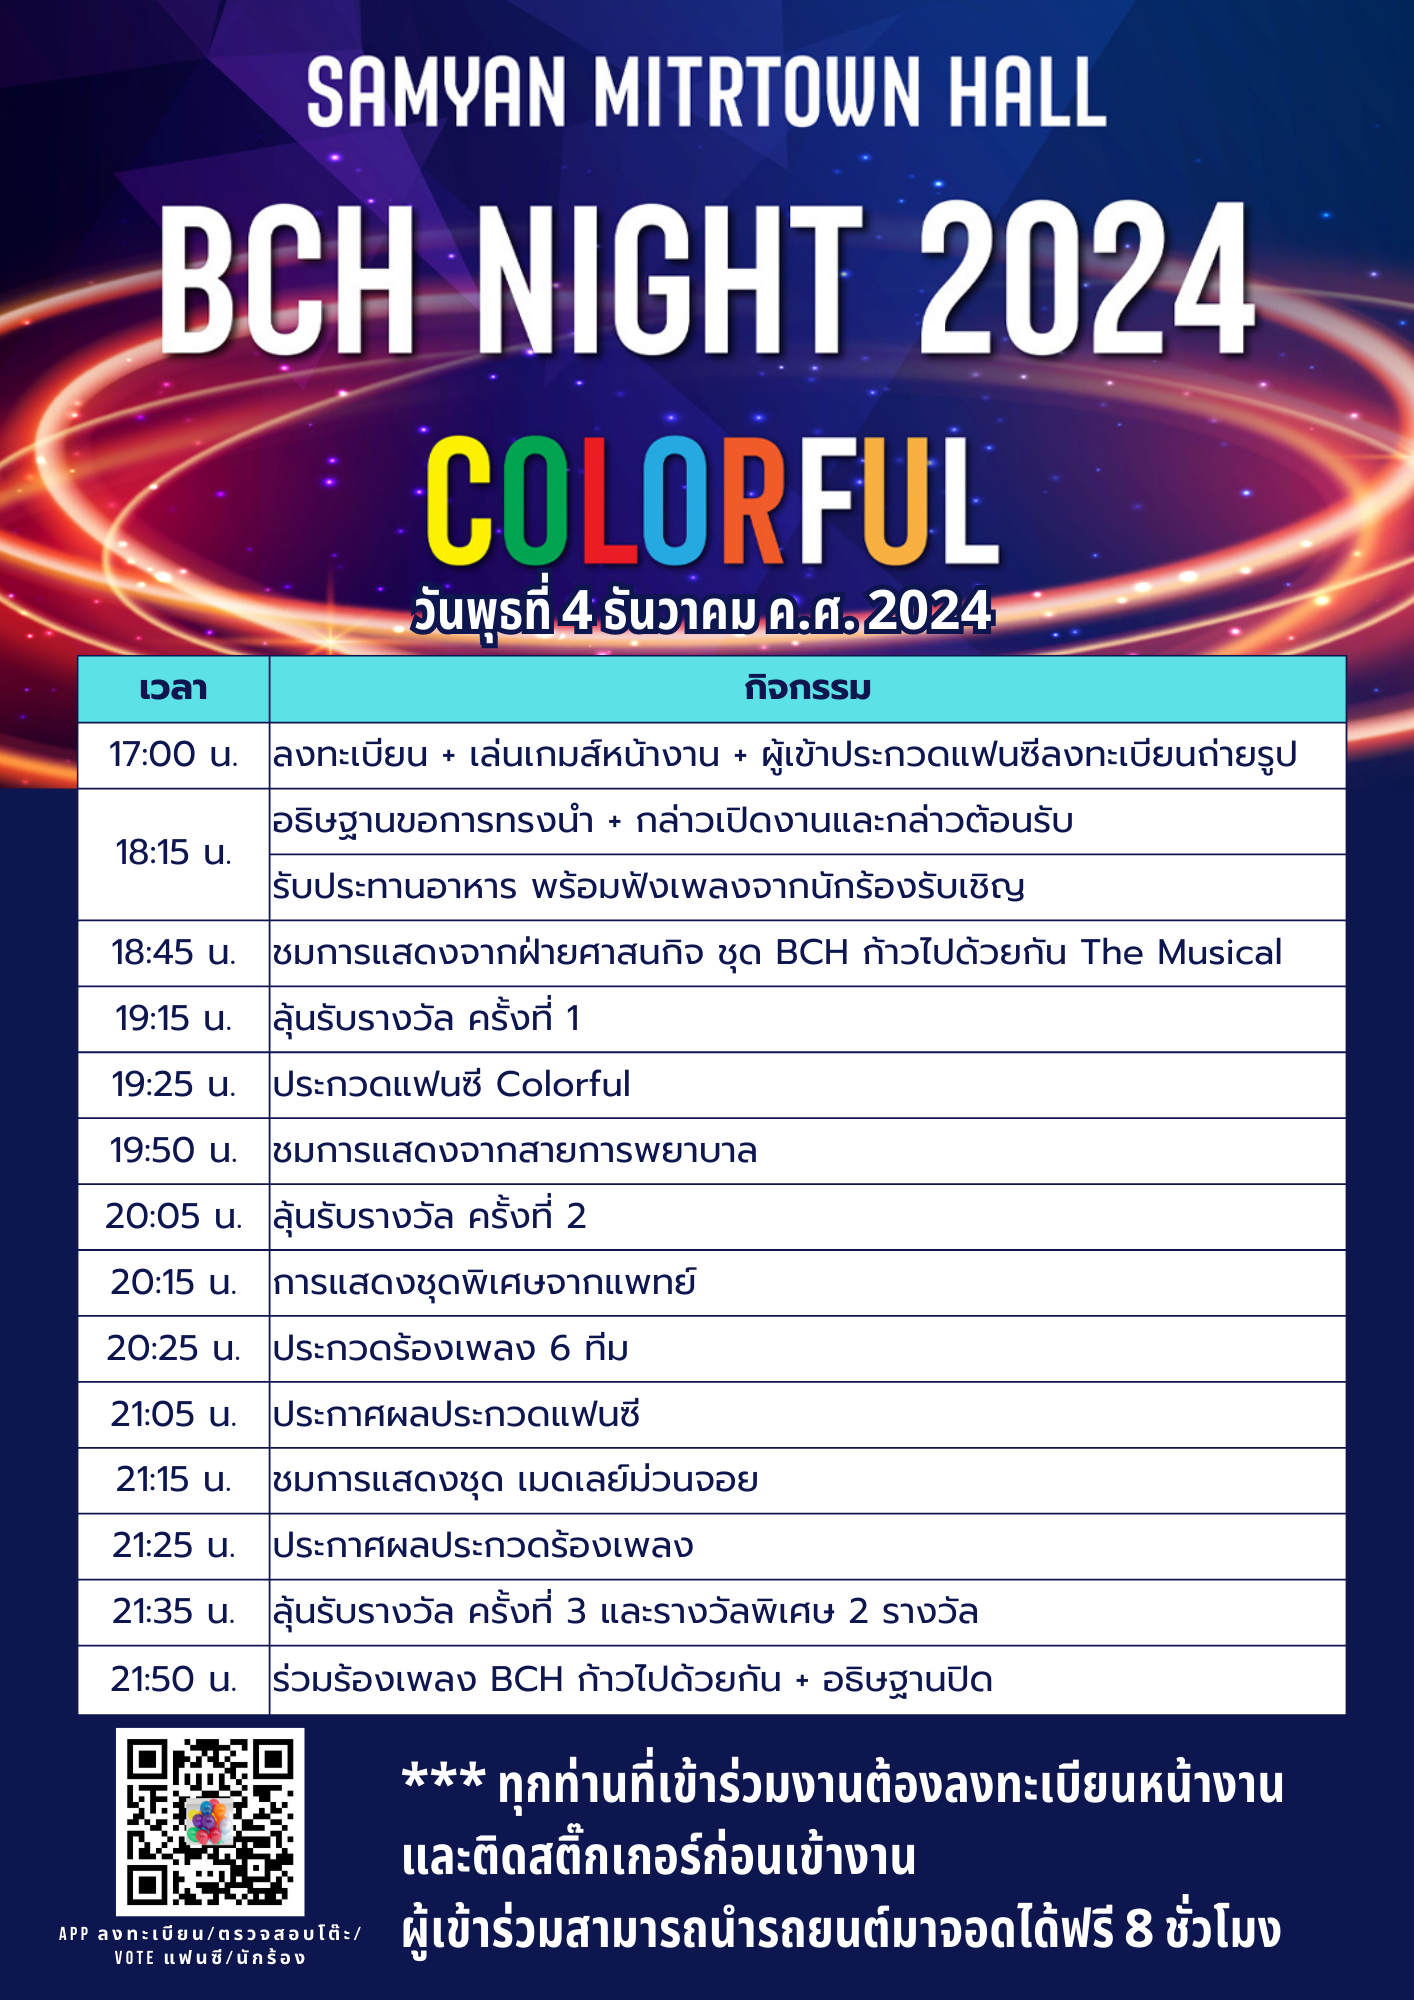 SAMYAN MITRTOWN HALL
BCH NIGHT 2024
COLORFUL
วันพุธที่ 4 ธันวาคม ค.ศ. 2024
เวลา กิจกรรม
17:00 น. ลงทะเบียน + เล่นเกมส์หน้างาน + ผู้เข้าประกวดแฟนซีลงทะเบียนถ่ายรูป
18:15 น. อธิษฐานขอการทรงนำ + กล่าวเปิดงานและกล่าวต้อนรับ
รับประทานอาหาร พร้อมฟังเพลงจากนักร้องรับเชิญ
18:45 น. ชมการแสดงจากฝ่ายศาสนกิจ ชุด BCH ก้าวไปด้วยกัน The Musical
19:15 น. ลุ้นรับรางวัล ครั้งที่ 1
19:25 น. ประกวดแฟนซี Colorful
19:50 น. ชมการแสดงจากสายการพยาบาล
20:05 น. ลุ้นรับรางวัล ครั้งที่ 2
20:15 น. การแสดงชุดพิเศษจากแพทย์
20:25 น. ประกวดร้องเพลง 6 ทีม
21:05 น. ประกาศผลประกวดแฟนซี
21:15 น. ชมการแสดงชุด เมดเลย์ม่วนจอย
21:25 น. ประกาศผลประกวดร้องเพลง
21:35 น. ลุ้นรับรางวัล ครั้งที่ 3 และรางวัลพิเศษ 2 รางวัล
21:50 น. ร่วมร้องเพลง BCH ก้าวไปด้วยกัน + อธิษฐานปิด
*** ทุกท่านที่เข้าร่วมงานต้องลงทะเบียนหน้างาน
และติดสติ๊กเกอร์ก่อนเข้างาน
ผู้เข้าร่วมสามารถนำรถยนต์มาจอดได้ฟรี 8 ชั่วโมง
APP ลงทะเบียน/ตรวจสอบโต๊ะ/
VOTE แฟนซี/นักร้อง